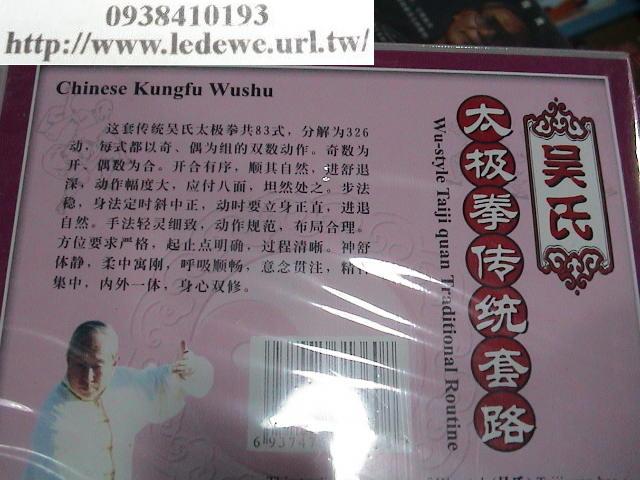 0938410193
http://www.ledewe.url.tw/
Chinese Kungfu Wushu
这套传统吴氏太极拳共83式，分解为326
动，每式都以奇、偶为组的双数动作。奇数为
开、偶数为合。开合有序，顺其自然，进舒退
深，动作幅度大，应付八面，坦然处之。步法
稳，身法定时斜中正，动时要立身正直，进退
自然。手法轻灵细致，动作规范，布局合理。
方位要求严格，起止点明确，过程清晰。神舒
体静，柔中寓刚，呼吸顺畅，意念贯注，精神
集中，内外一体，身心双修。
吴氏
太极拳传统套路
Wu-style Taiji quan Traditional Routine